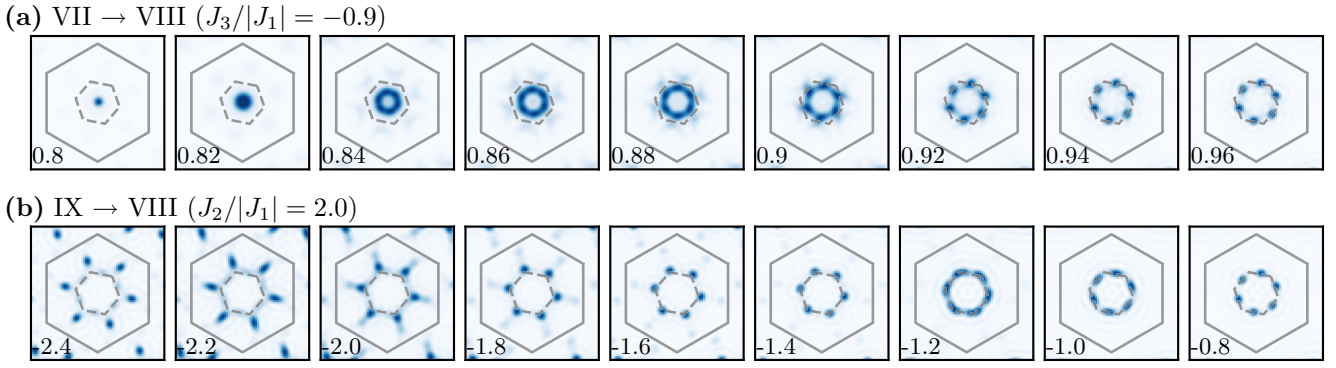 (a) VII → VIII (J₃/|J₁| = −0.9)
0.8 0.82 0.84 0.86 0.88 0.9 0.92 0.94 0.96
(b) IX → VIII (J₂/|J₁| = 2.0)
-2.4 -2.2 -2.0 -1.8 -1.6 -1.4 -1.2 -1.0 -0.8